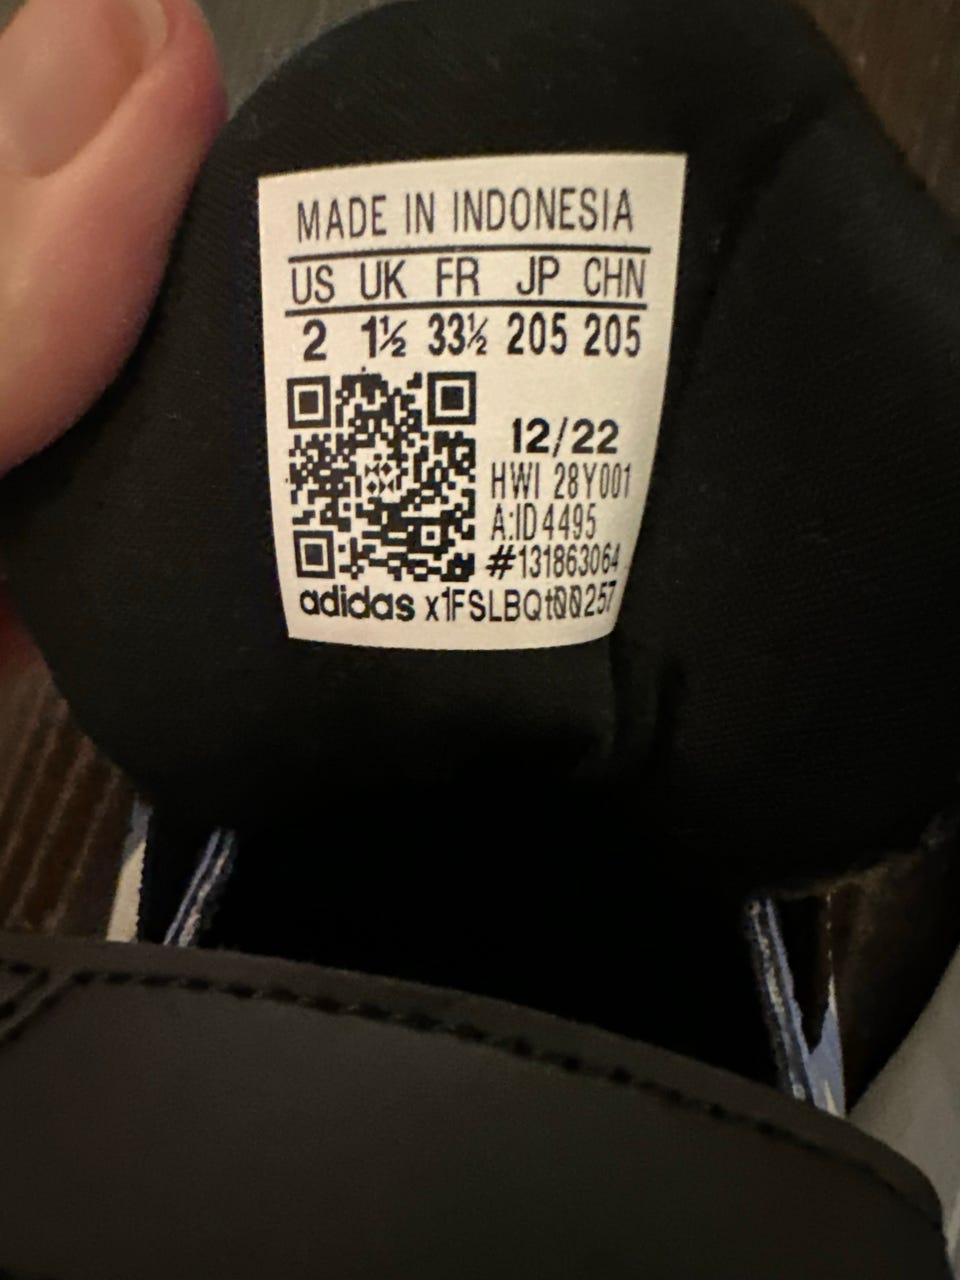 MADE IN INDONESIA
US UK FR JP CHN
2 1½ 33½ 205 205
12/22
HWI 28Y001
A:ID4495
#131863064
adidas x1FSLBQt00257